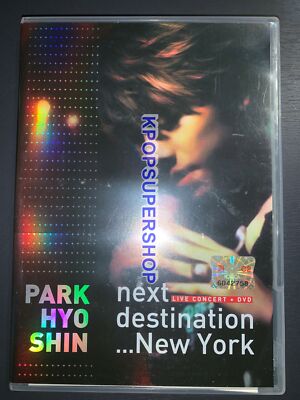 KPOPSUPERSHOP
PARK
HYO
SHIN
next
LIVE CONCERT + DVD
destination
...New York